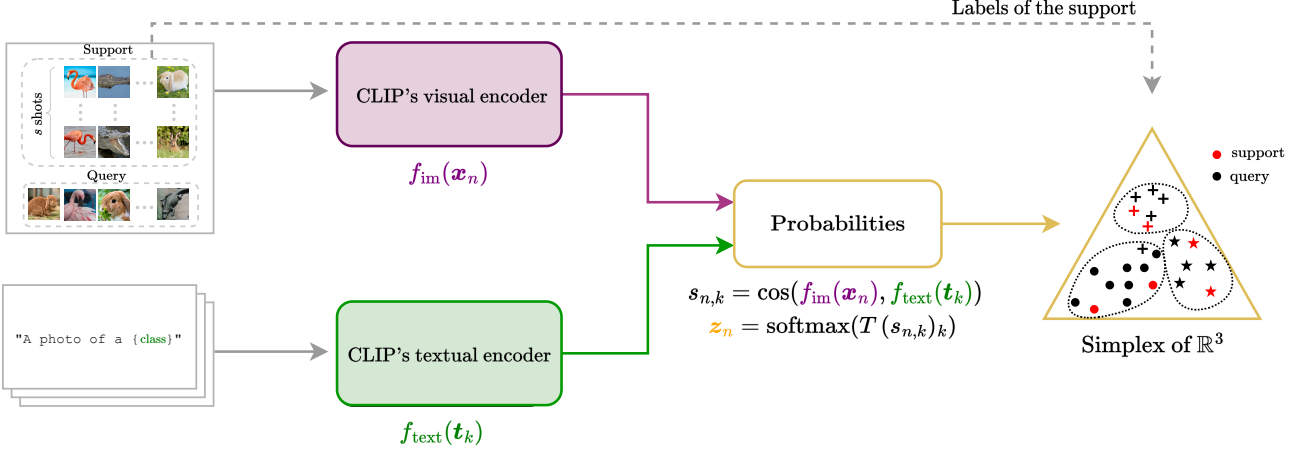 Labels of the support
Support
s shots
Query
CLIP's visual encoder
f_im(x_n)
support
query
Probabilities
s_{n,k} = cos(f_im(x_n), f_text(t_k))
z_n = softmax(T (s_{n,k})_k)
Simplex of ℝ³
"A photo of a {class}"
CLIP's textual encoder
f_text(t_k)